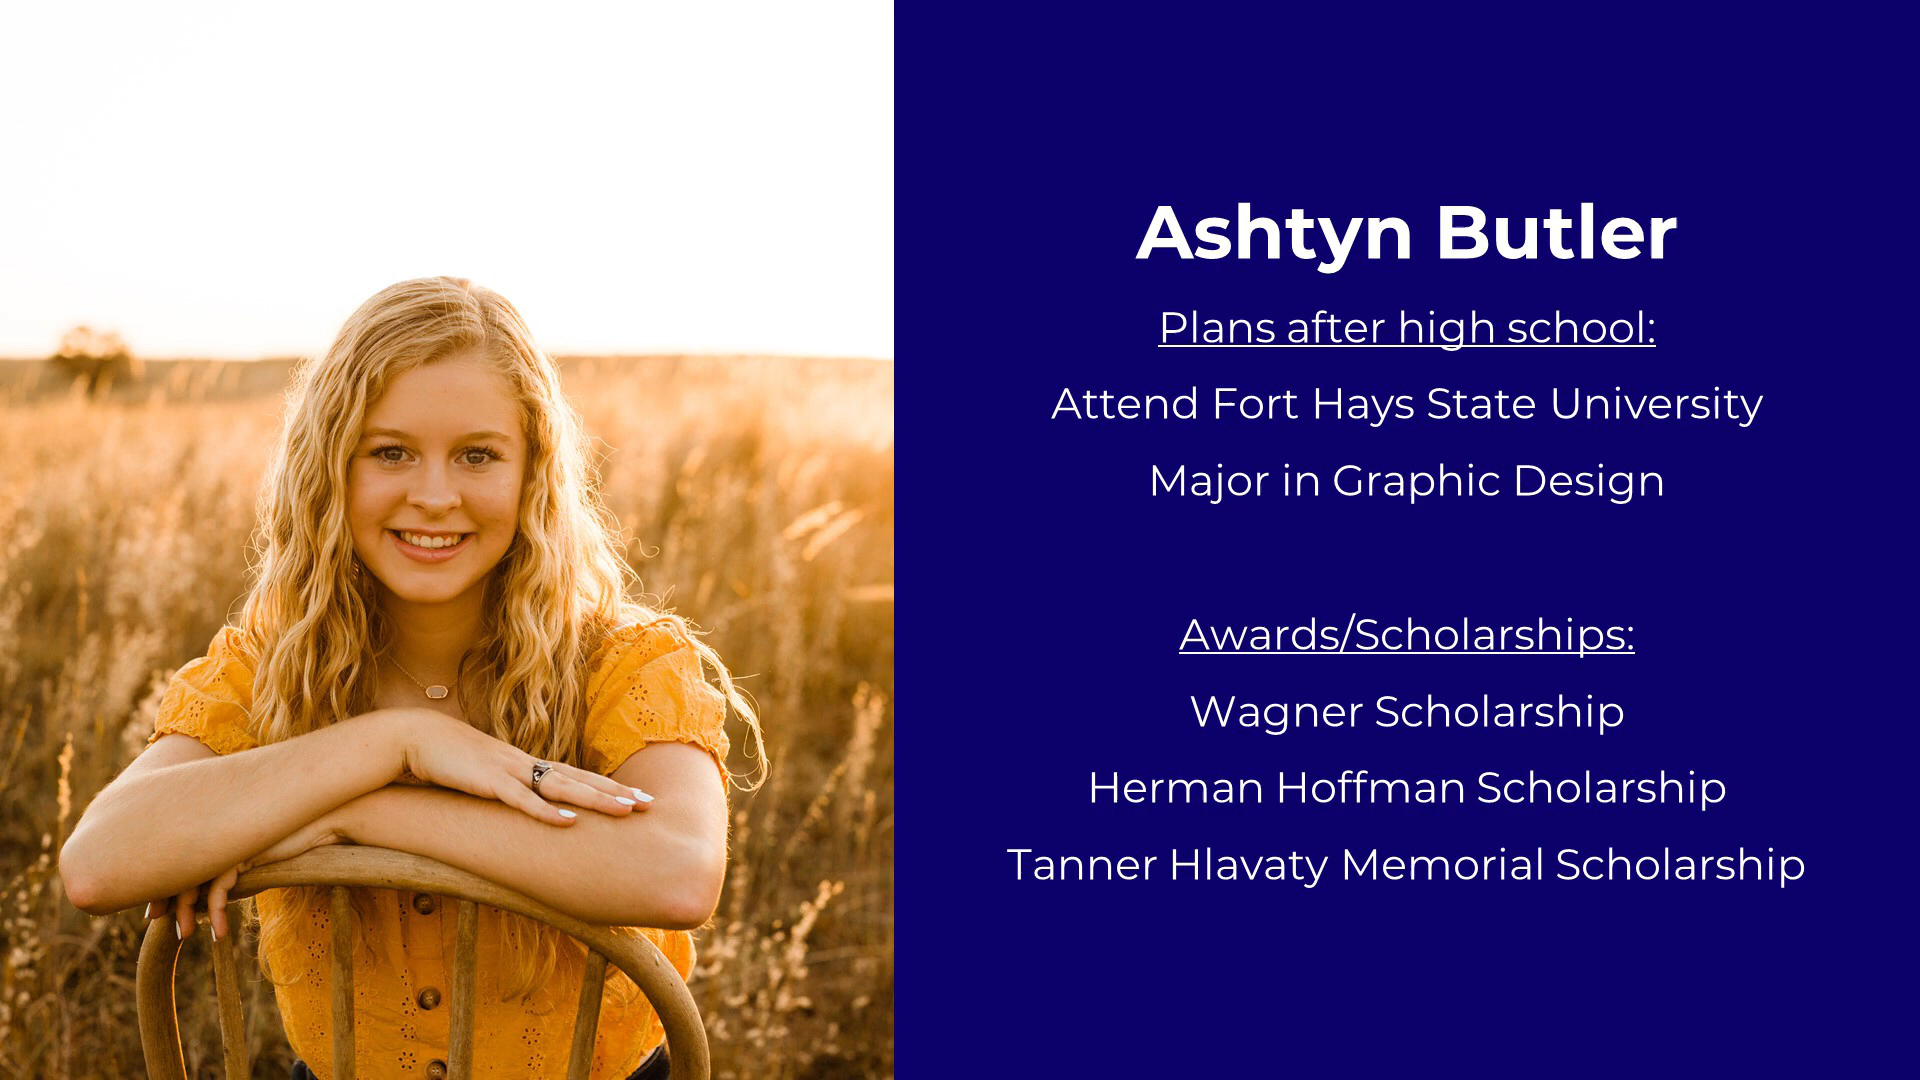 Ashtyn Butler
Plans after high school:
Attend Fort Hays State University
Major in Graphic Design
Awards/Scholarships:
Wagner Scholarship
Herman Hoffman Scholarship
Tanner Hlavaty Memorial Scholarship